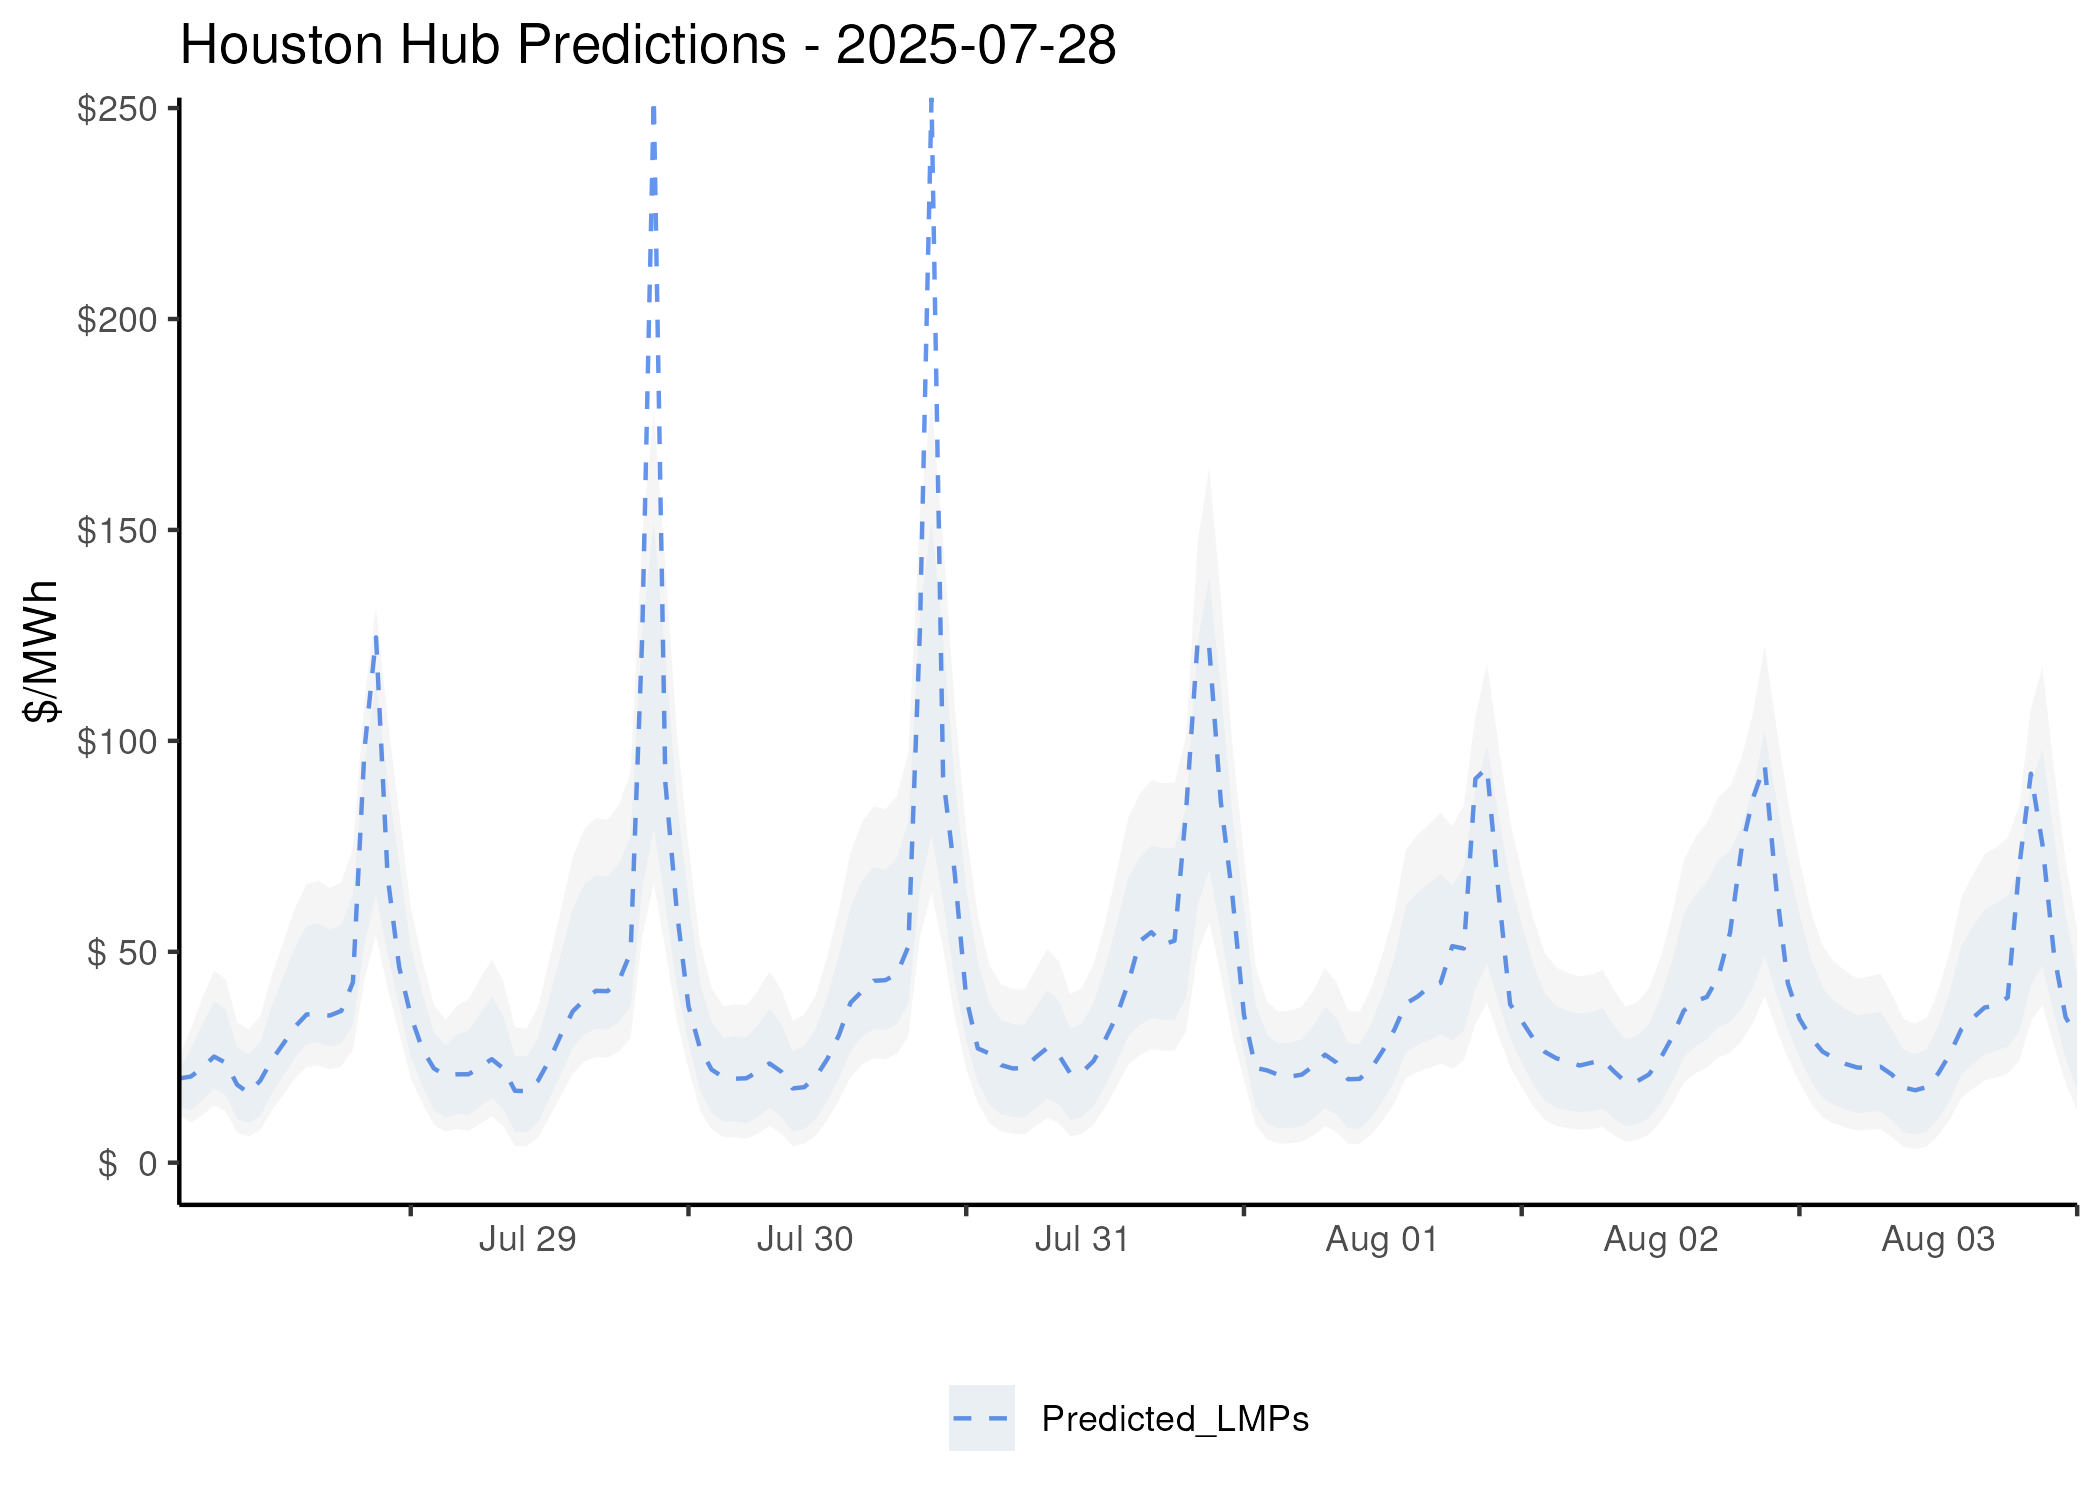 Houston Hub Predictions - 2025-07-28
$250
$200
$150
$100
$ 50
$  0
$/MWh
Jul 29
Jul 30
Jul 31
Aug 01
Aug 02
Aug 03
Predicted_LMPs